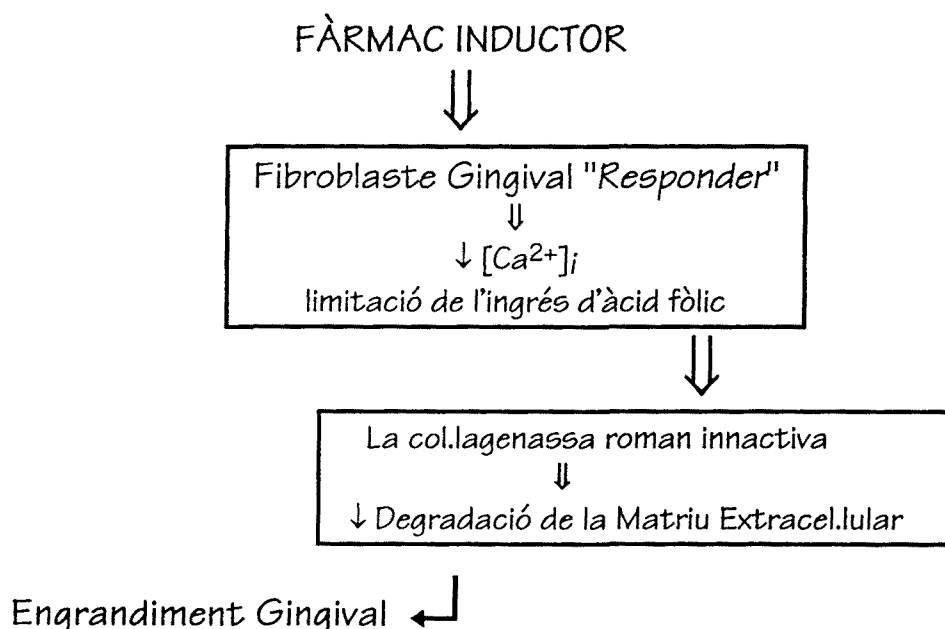 FÀRMAC INDUCTOR
⇓
Fibroblaste Gingival "Responder"
⇓
↓ [Ca²⁺]i
limitació de l'ingrés d'àcid fòlic
⇓
La col.lagenassa roman innactiva
⇓
↓ Degradació de la Matriu Extracel.lular
Engrandiment Gingival